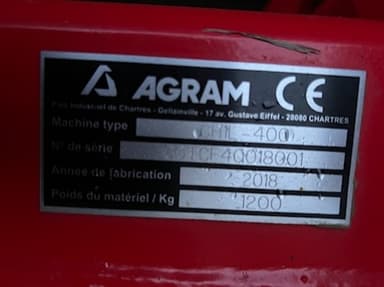 AGRAM CE
Parc Industriel de Chartres - Gellainville - 17 av. Gustave Eiffel - 28000 CHARTRES
Machine type
N° de série
Année de fabrication 2018
Poids du matériel / Kg 1200